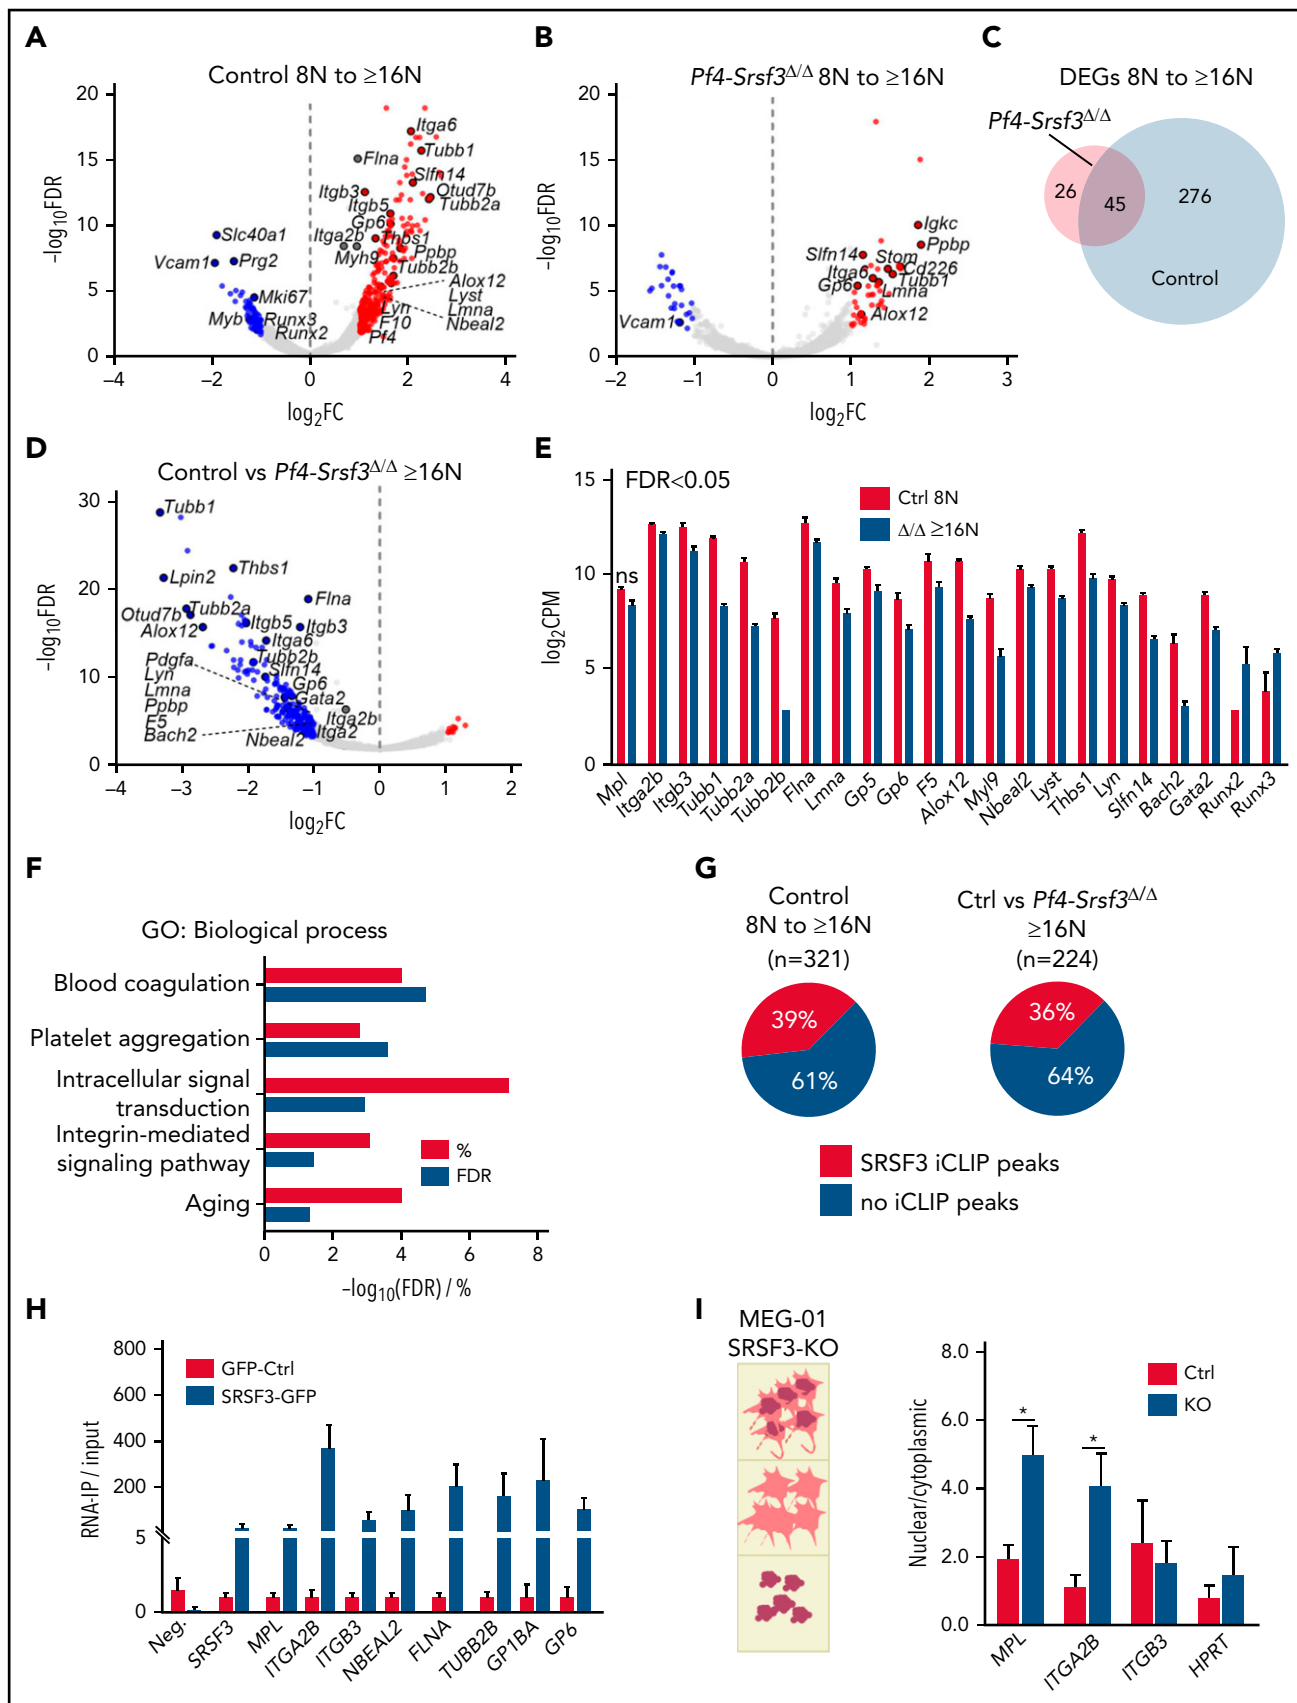 A
Control 8N to ≥16N
20
15
10
5
0
−4
−2
0
2
4
−log10FDR
log2FC
Itga6
Tubb1
Flna
Slfn14
Itgb3
Otud7b
Itgb5
Tubb2a
Gp6
Itga2b
Thbs1
Slc40a1
Myh9
Ppbp
Vcam1
Prg2
Tubb2b
Alox12
Mki67
Lyst
Lyn
Lmna
Myb
Runx3
F10
Nbeal2
Runx2
Pf4
B
Pf4-Srsf3Δ/Δ 8N to ≥16N
20
15
10
5
0
−2
−1
0
1
2
3
−log10FDR
log2FC
Igkc
Ppbp
Slfn14
Stom
Itga6
Cd226
Gp6
Tubb1
Lmna
Vcam1
Alox12
C
DEGs 8N to ≥16N
Pf4-Srsf3Δ/Δ
26
45
276
Control
D
Control vs Pf4-Srsf3Δ/Δ ≥16N
30
20
10
0
−4
−3
−2
−1
0
1
2
−log10FDR
log2FC
Tubb1
Lpin2
Thbs1
Flna
Tubb2a
Otud7b
Itgb5
Itgb3
Alox12
Itga6
Pdgfa
Tubb2b
Lyn
Slfn14
Lmna
Gp6
Ppbp
Gata2
F5
Itga2b
Bach2
Nbeal2
Itga2
E
FDR<0.05
Ctrl 8N
Δ/Δ ≥16N
15
10
5
0
log2CPM
ns
Mpl
Itga2b
Itgb3
Tubb1
Tubb2a
Tubb2b
Flna
Lmna
Gp5
Gp6
F5
Alox12
Myl9
Nbeal2
Lyst
Thbs1
Lyn
Slfn14
Bach2
Gata2
Runx2
Runx3
F
GO: Biological process
Blood coagulation
Platelet aggregation
Intracellular signal
transduction
Integrin-mediated
signaling pathway
Aging
%
FDR
0
2
4
6
8
−log10(FDR) / %
G
Control
8N to ≥16N
(n=321)
39%
61%
Ctrl vs Pf4-Srsf3Δ/Δ
≥16N
(n=224)
36%
64%
SRSF3 iCLIP peaks
no iCLIP peaks
H
800
600
400
200
5
0
RNA-IP / input
GFP-Ctrl
SRSF3-GFP
Neg.
SRSF3
MPL
ITGA2B
ITGB3
NBEAL2
FLNA
TUBB2B
GP1BA
GP6
I
MEG-01
SRSF3-KO
8.0
6.0
4.0
2.0
0.0
Nuclear/cytoplasmic
Ctrl
KO
*
*
MPL
ITGA2B
ITGB3
HPRT